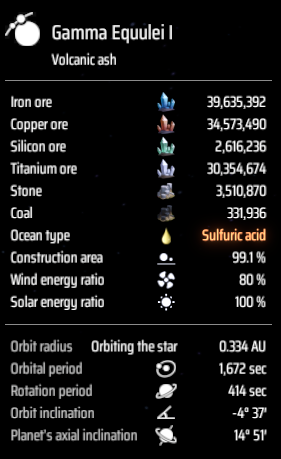 Gamma Equulei I
Volcanic ash
Iron ore 39,635,392
Copper ore 34,573,490
Silicon ore 2,616,236
Titanium ore 30,354,674
Stone 3,510,870
Coal 331,936
Ocean type Sulfuric acid
Construction area 99.1 %
Wind energy ratio 80 %
Solar energy ratio 100 %
Orbit radius Orbiting the star 0.334 AU
Orbital period 1,672 sec
Rotation period 414 sec
Orbit inclination -4° 37'
Planet's axial inclination 14° 51'